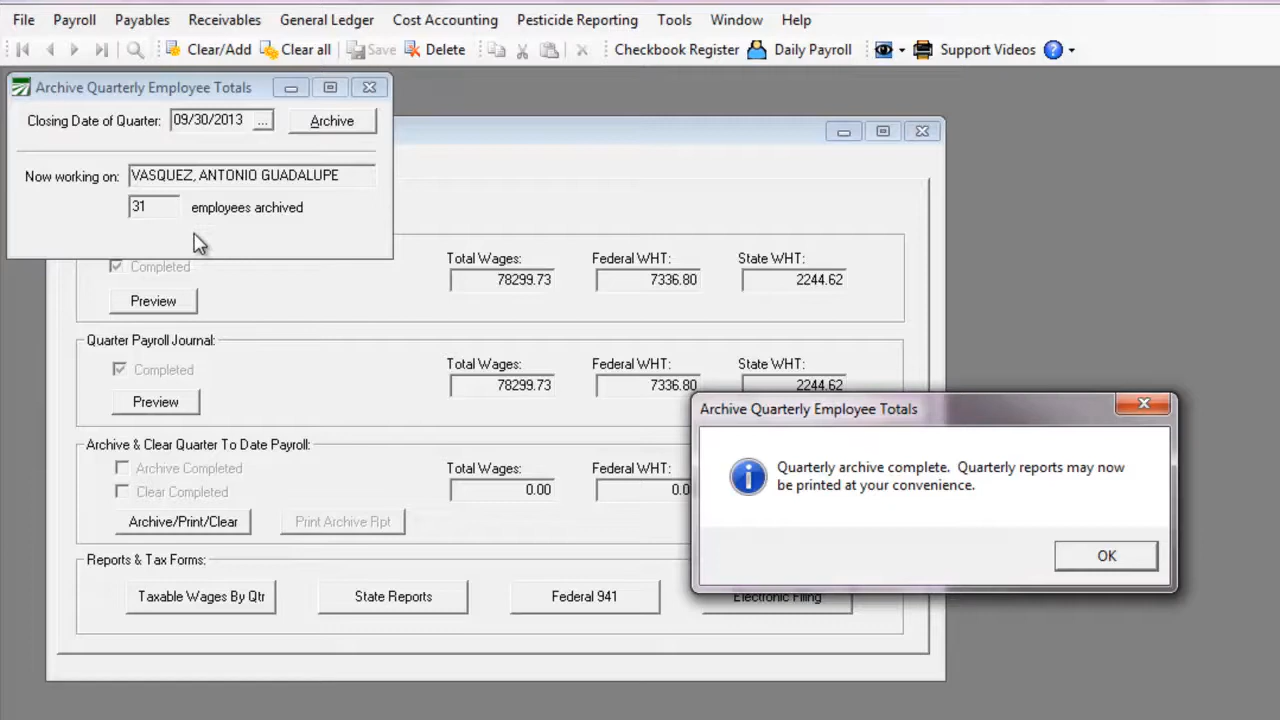 File Payroll Payables Receivables General Ledger Cost Accounting Pesticide Reporting Tools Window Help
Clear/Add Clear all Save Delete Checkbook Register Daily Payroll Support Videos
Archive Quarterly Employee Totals
Closing Date of Quarter: 09/30/2013 ... Archive
Now working on: VASQUEZ, ANTONIO GUADALUPE
31 employees archived
Total Wages: Federal WHT: State WHT:
Completed
78299.73 7336.80 2244.62
Preview
Quarter Payroll Journal:
Total Wages: Federal WHT: State WHT:
Completed
78299.73 7336.80 2244.62
Preview
Archive Quarterly Employee Totals
Quarterly archive complete. Quarterly reports may now
be printed at your convenience.
OK
Archive & Clear Quarter To Date Payroll:
Archive Completed Total Wages: Federal WHT:
Clear Completed 0.00 0.0
Archive/Print/Clear Print Archive Rpt
Reports & Tax Forms:
Taxable Wages By Qtr State Reports Federal 941 Electronic Filing